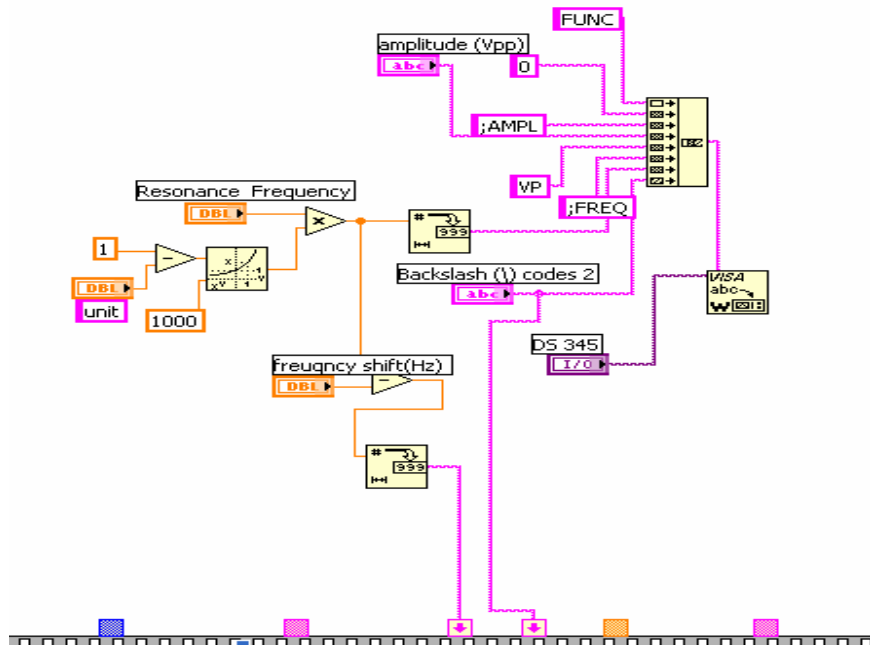 FUNC
amplitude (Vpp)
abc
0
;AMPL
VP
;FREQ
Resonance Frequency
DBL
×
#
999
1
−
DBL
unit
1000
x
Backslash (\) codes 2
abc
VISA
abc
W
DS 345
I/O
freuqncy shift(Hz)
DBL
−
#
999